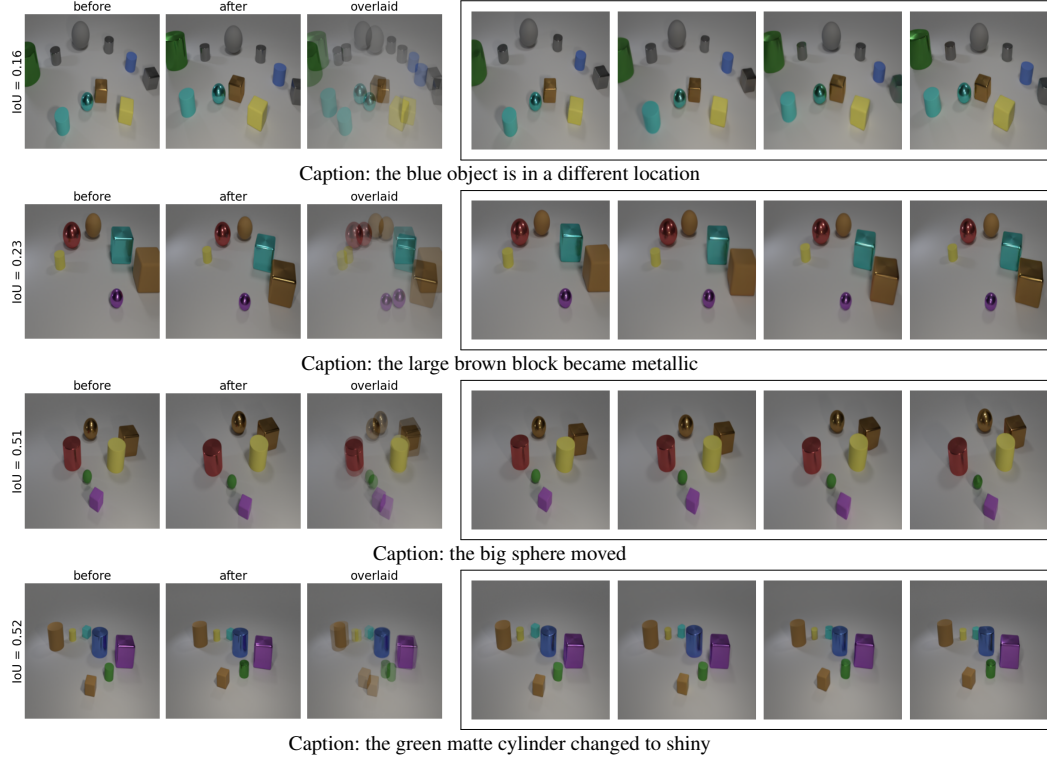 before after overlaid
IoU = 0.16
Caption: the blue object is in a different location
before after overlaid
IoU = 0.23
Caption: the large brown block became metallic
before after overlaid
IoU = 0.51
Caption: the big sphere moved
before after overlaid
IoU = 0.52
Caption: the green matte cylinder changed to shiny